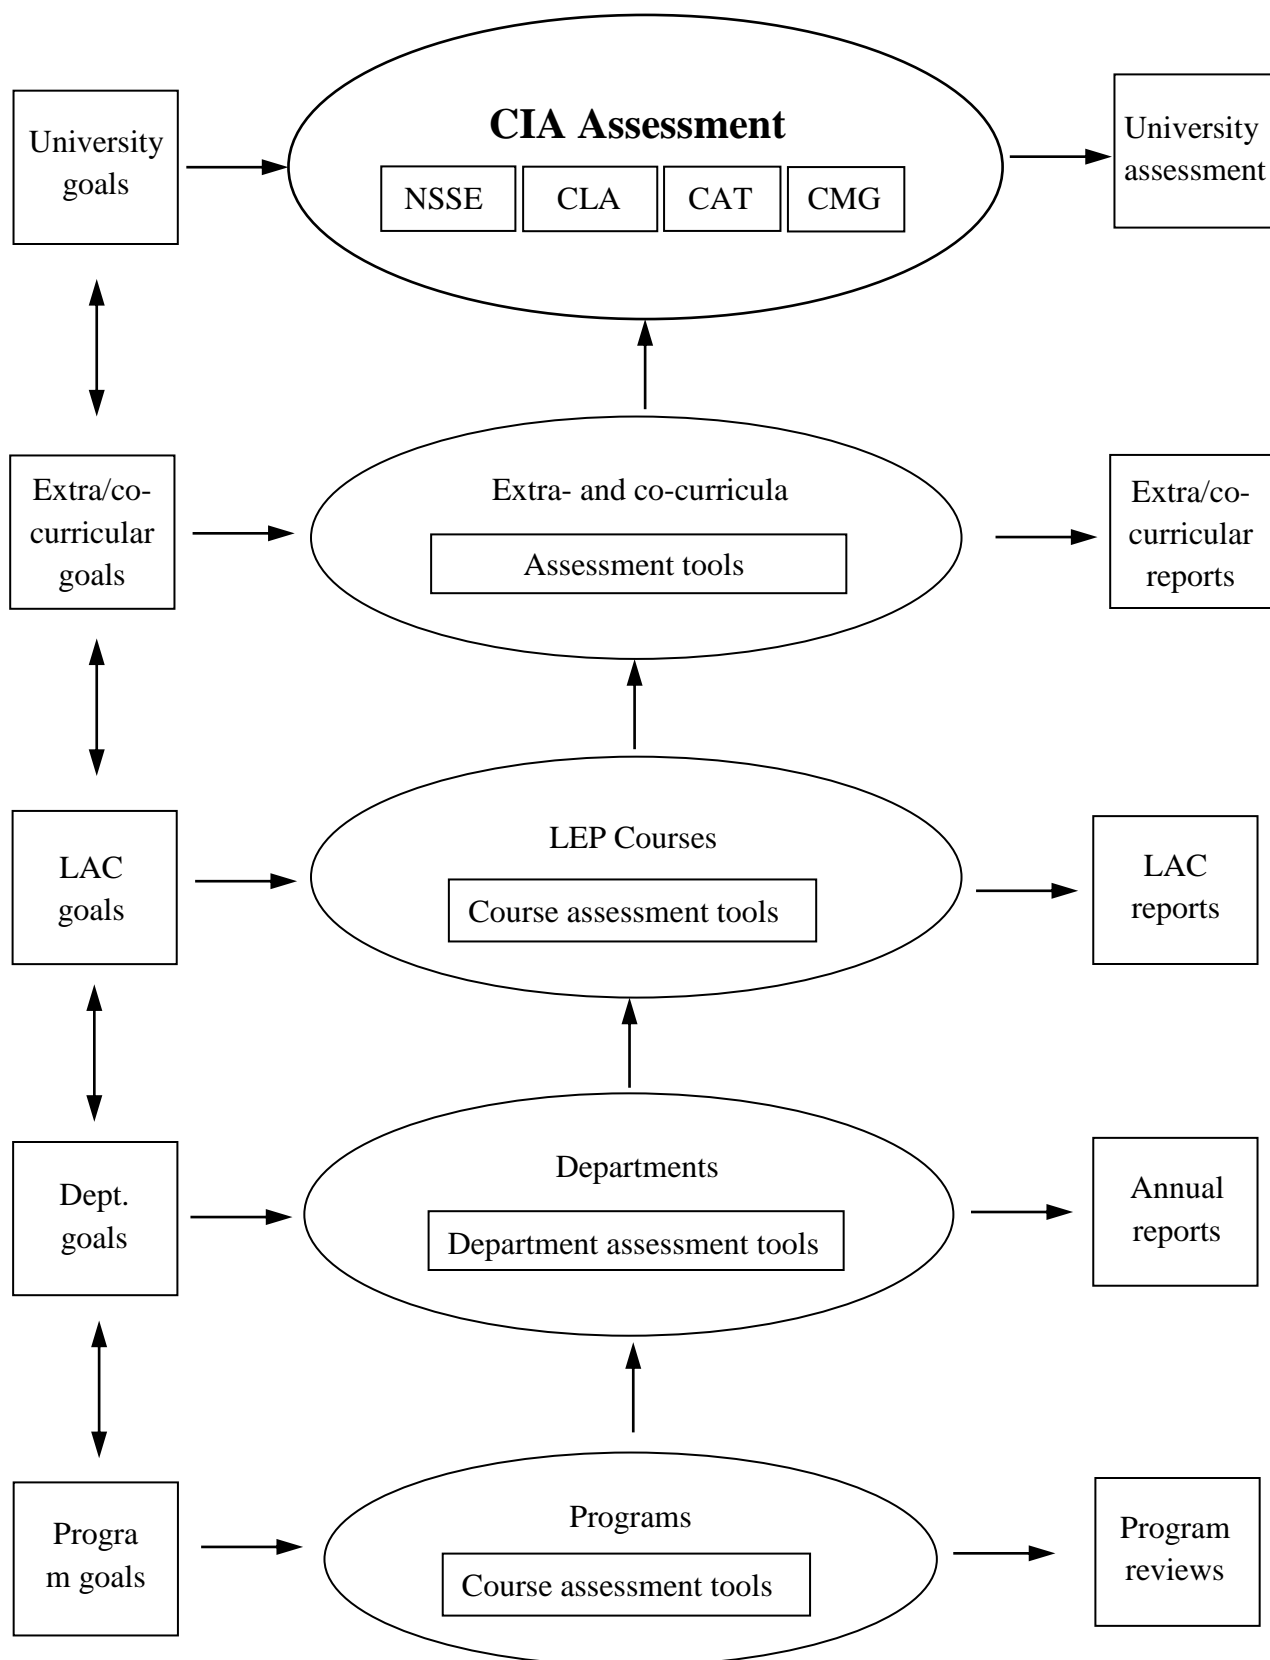 CIA Assessment
University
goals
NSSE
CLA
CAT
CMG
University
assessment
Extra/co-
curricular
goals
Extra- and co-curricula
Assessment tools
Extra/co-
curricular
reports
LAC
goals
LEP Courses
Course assessment tools
LAC
reports
Dept.
goals
Departments
Department assessment tools
Annual
reports
Progra
m goals
Programs
Course assessment tools
Program
reviews